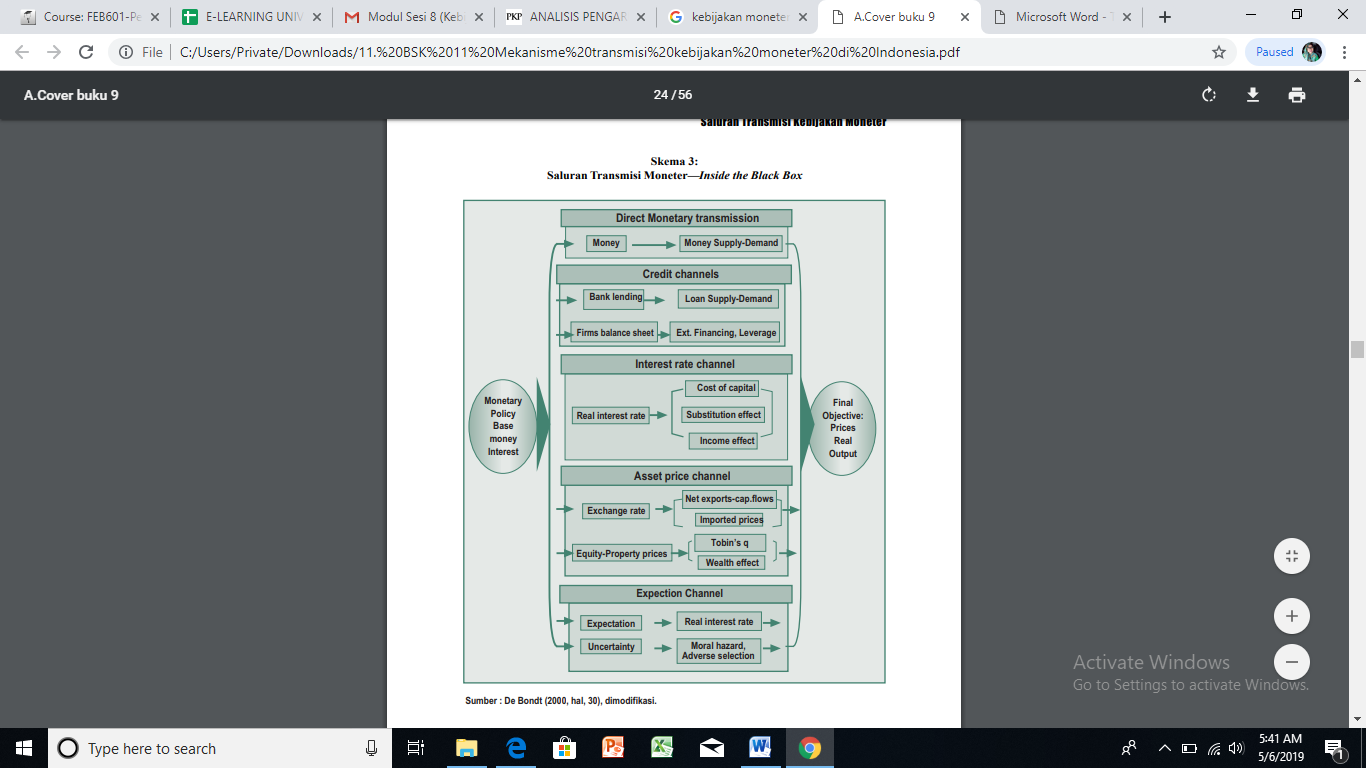 Course: FEB601-Pe
E-LEARNING UNIV
Modul Sesi 8 (Keb
PKP ANALISIS PENGAR
kebijakan moneter
A.Cover buku 9
Microsoft Word - T
File C:/Users/Private/Downloads/11.%20BSK%2011%20Mekanisme%20transmisi%20kebijakan%20moneter%20di%20Indonesia.pdf
Paused
A.Cover buku 9
24 / 56
Saluran Transmisi Kebijakan Moneter
Skema 3:
Saluran Transmisi Moneter—Inside the Black Box
Direct Monetary transmission
Money
Money Supply-Demand
Credit channels
Bank lending
Loan Supply-Demand
Firms balance sheet
Ext. Financing, Leverage
Interest rate channel
Cost of capital
Real interest rate
Substitution effect
Income effect
Monetary
Policy
Base
money
Interest
Final
Objective:
Prices
Real
Output
Asset price channel
Exchange rate
Net exports-cap.flows
Imported prices
Equity-Property prices
Tobin's q
Wealth effect
Expection Channel
Expectation
Real interest rate
Uncertainty
Moral hazard,
Adverse selection
Sumber : De Bondt (2000, hal, 30), dimodifikasi.
Activate Windows
Go to Settings to activate Windows.
Type here to search
5:41 AM
5/6/2019
1